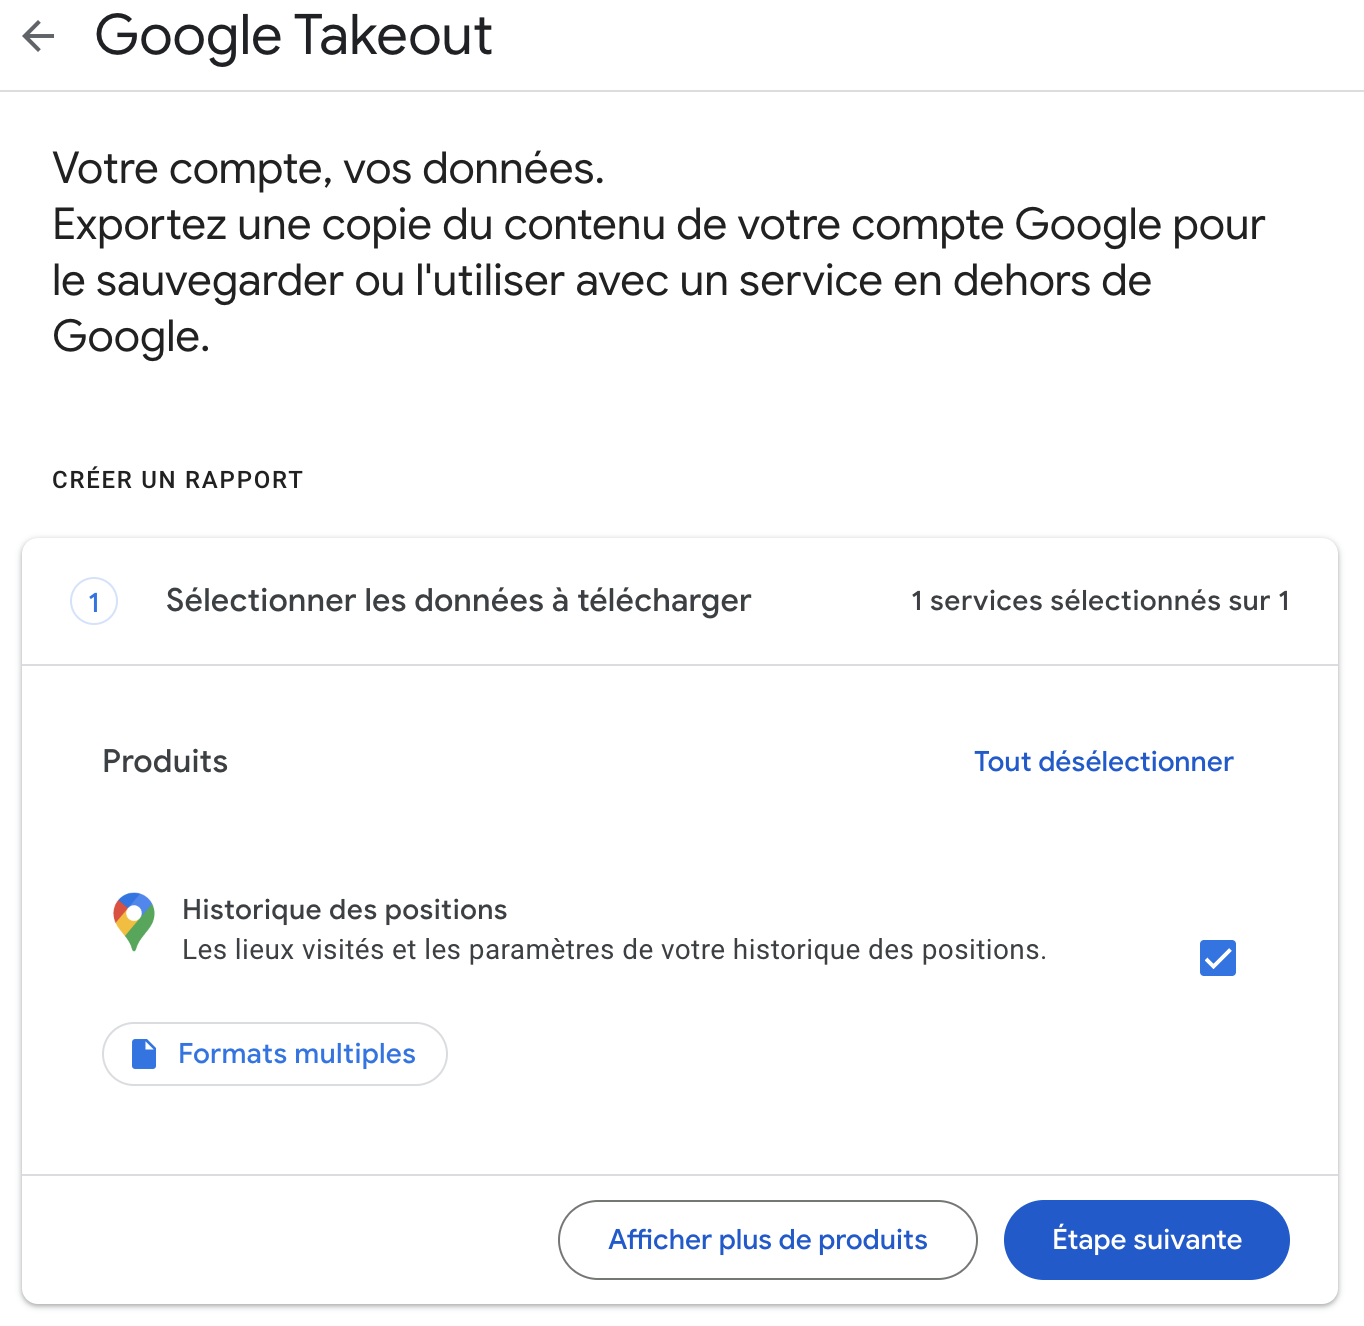 Google Takeout
Votre compte, vos données.
Exportez une copie du contenu de votre compte Google pour
le sauvegarder ou l'utiliser avec un service en dehors de
Google.
CRÉER UN RAPPORT
1 Sélectionner les données à télécharger 1 services sélectionnés sur 1
Produits Tout désélectionner
Historique des positions
Les lieux visités et les paramètres de votre historique des positions.
Formats multiples
Afficher plus de produits Étape suivante